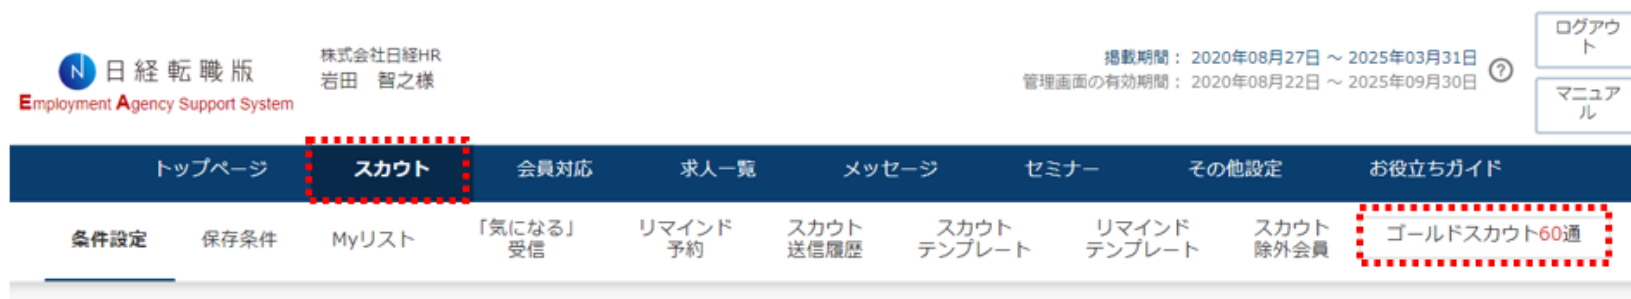 日経転職版
Employment Agency Support System
株式会社日経HR
岩田　智之様
掲載期間： 2020年08月27日 ～ 2025年03月31日
管理画面の有効期間： 2020年08月22日 ～ 2025年09月30日
?
ログアウ
ト
マニュア
ル
トップページ スカウト 会員対応 求人一覧 メッセージ セミナー その他設定 お役立ちガイド
条件設定 保存条件 Myリスト
「気になる」
受信
リマインド
予約
スカウト
送信履歴
スカウト
テンプレート
リマインド
テンプレート
スカウト
除外会員
ゴールドスカウト60通